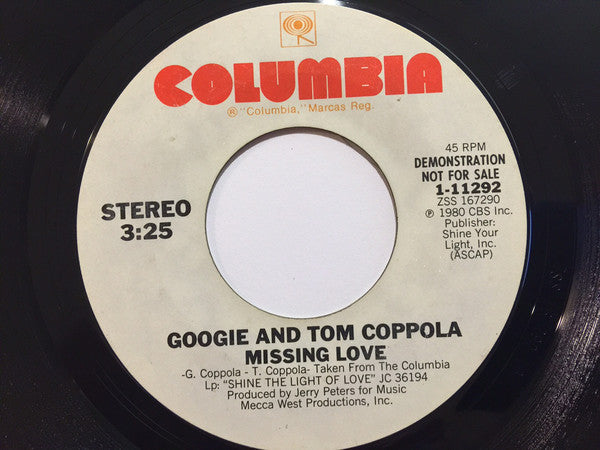 COLUMBIA
® "Columbia," Marcas Reg.
STEREO
3:25
45 RPM
DEMONSTRATION
NOT FOR SALE
1-11292
ZSS 167290
℗ 1980 CBS Inc.
Publisher:
Shine Your
Light, Inc.
(ASCAP)
GOOGIE AND TOM COPPOLA
MISSING LOVE
-G. Coppola - T. Coppola- Taken From The Columbia
Lp: "SHINE THE LIGHT OF LOVE" JC 36194
Produced by Jerry Peters for Music
Mecca West Productions, Inc.